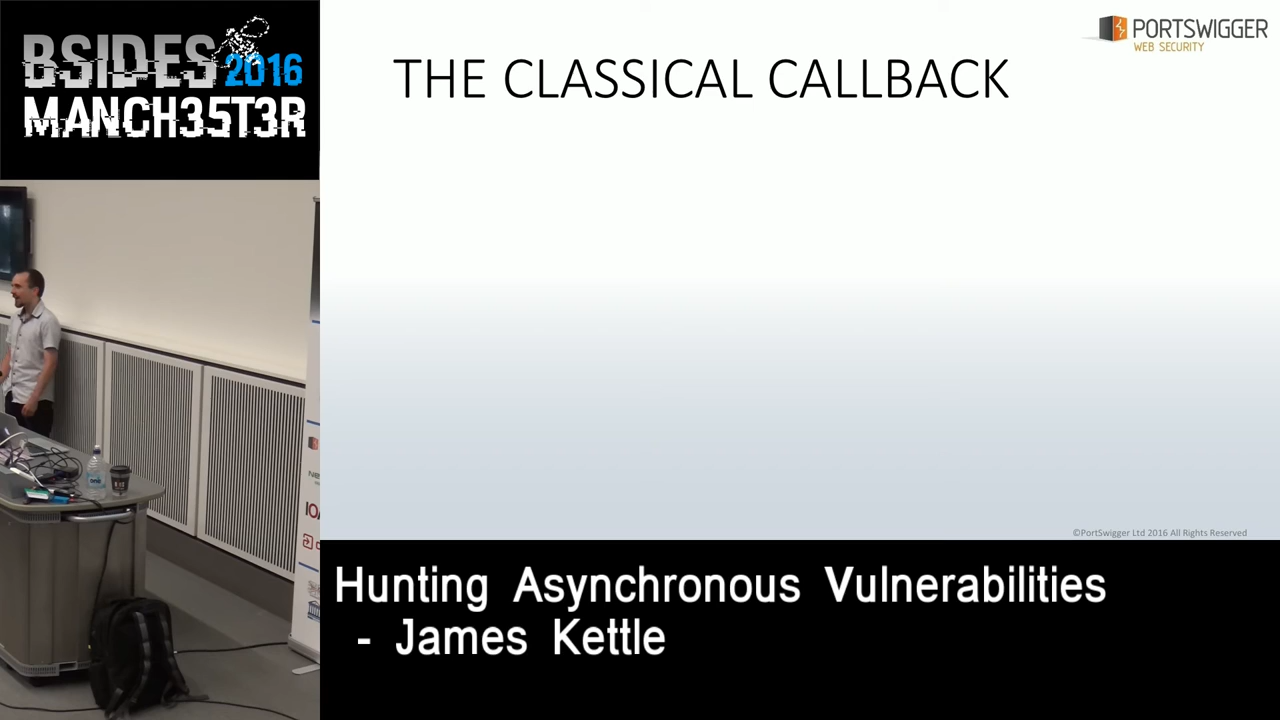 BSIDES
2016
MANCH35T3R
THE CLASSICAL CALLBACK
PORTSWIGGER
WEB SECURITY
©PortSwigger Ltd 2016 All Rights Reserved
Hunting Asynchronous Vulnerabilities
- James Kettle